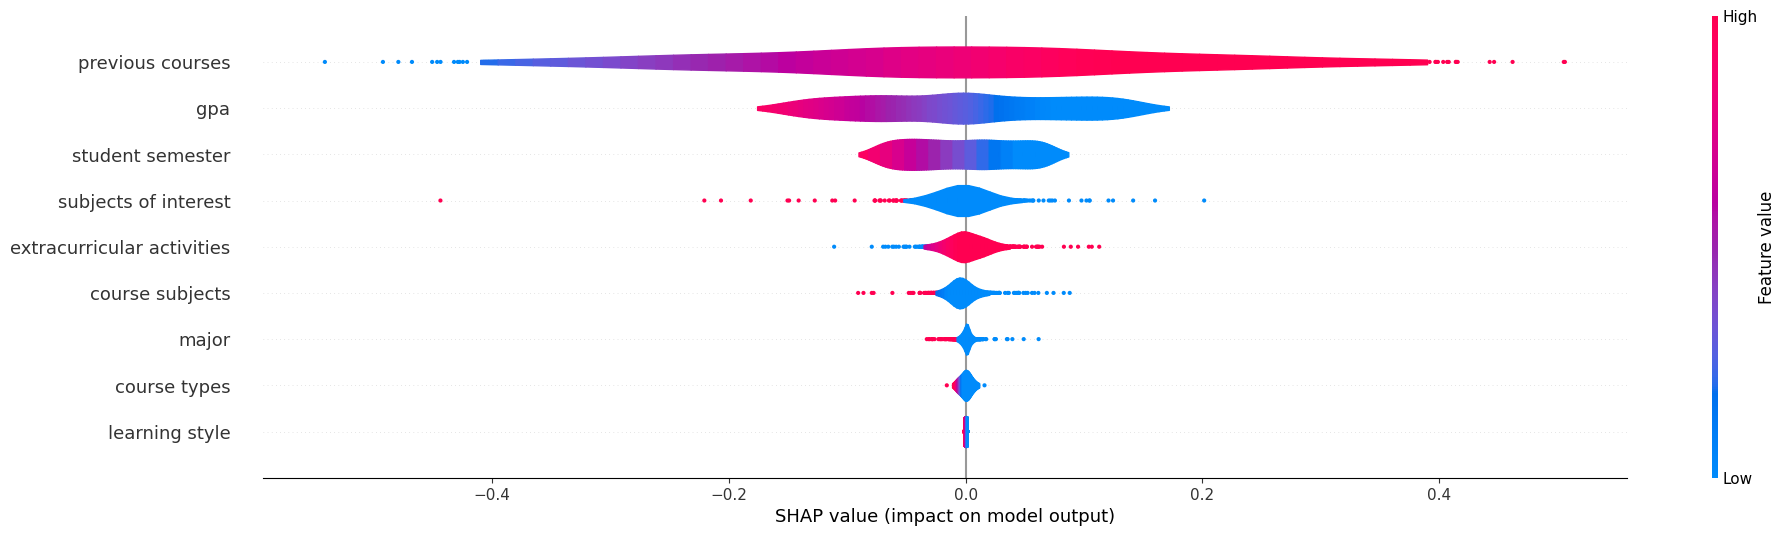 previous courses
gpa
student semester
subjects of interest
extracurricular activities
course subjects
major
course types
learning style
−0.4 −0.2 0.0 0.2 0.4
SHAP value (impact on model output)
High
Feature value
Low